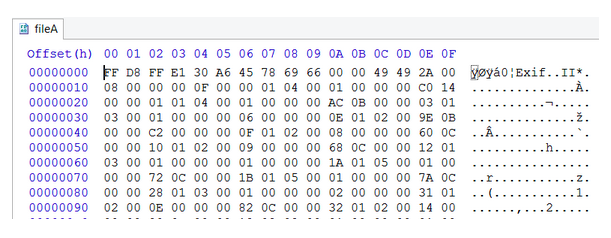 fileA
Offset(h) 00 01 02 03 04 05 06 07 08 09 0A 0B 0C 0D 0E 0F
00000000 FF D8 FF E1 30 A6 45 78 69 66 00 00 49 49 2A 00 ÿØÿá0¦Exif..II*.
00000010 08 00 00 00 0F 00 00 01 04 00 01 00 00 00 C0 14 ..............À.
00000020 00 00 01 01 04 00 01 00 00 00 AC 0B 00 00 03 01 ..........¬.....
00000030 03 00 01 00 00 00 06 00 00 00 0E 01 02 00 9E 0B ..............ž.
00000040 00 00 C2 00 00 00 0F 01 02 00 08 00 00 00 60 0C ..Â...........`.
00000050 00 00 10 01 02 00 09 00 00 00 68 0C 00 00 12 01 ..........h.....
00000060 03 00 01 00 00 00 01 00 00 00 1A 01 05 00 01 00 ................
00000070 00 00 72 0C 00 00 1B 01 05 00 01 00 00 00 7A 0C ..r...........z.
00000080 00 00 28 01 03 00 01 00 00 00 02 00 00 00 31 01 ..(...........1.
00000090 02 00 0E 00 00 00 82 0C 00 00 32 01 02 00 14 00 ......‚...2.....